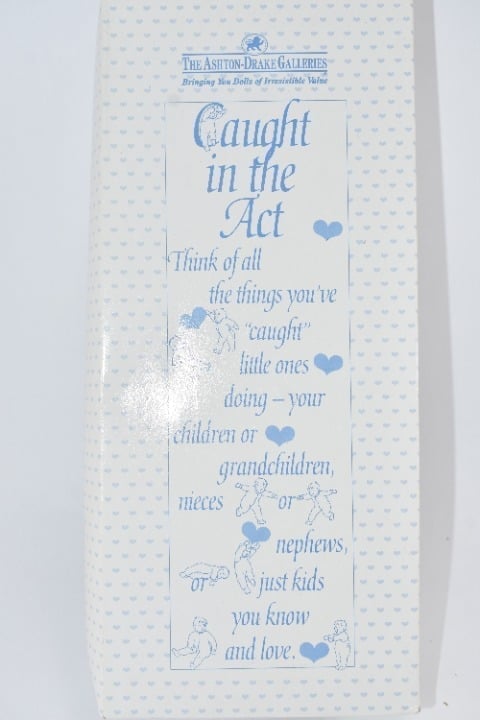 THE ASHTON-DRAKE GALLERIES
Bringing You Dolls of Irresistible Value
Caught
in the
Act
Think of all
the things you've
"caught"
little ones
doing – your
children or
grandchildren,
nieces or
nephews,
or just kids
you know
and love.